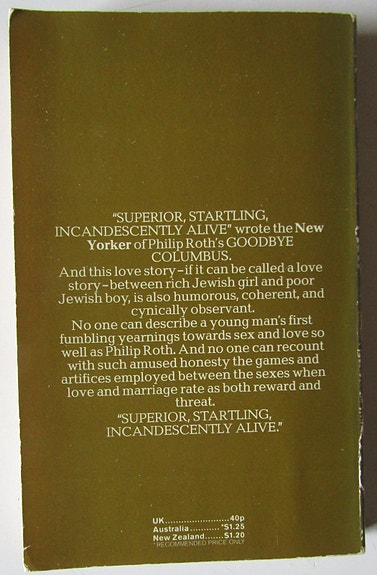 “SUPERIOR, STARTLING,
INCANDESCENTLY ALIVE” wrote the New
Yorker of Philip Roth’s GOODBYE
COLUMBUS.
And this love story–if it can be called a love
story–between rich Jewish girl and poor
Jewish boy, is also humorous, coherent, and
cynically observant.
No one can describe a young man’s first
fumbling yearnings towards sex and love so
well as Philip Roth. And no one can recount
with such amused honesty the games and
artifices employed between the sexes when
love and marriage rate as both reward and
threat.
“SUPERIOR, STARTLING,
INCANDESCENTLY ALIVE.”
UK........................40p
Australia...........*$1.25
New Zealand......$1.20
*RECOMMENDED PRICE ONLY